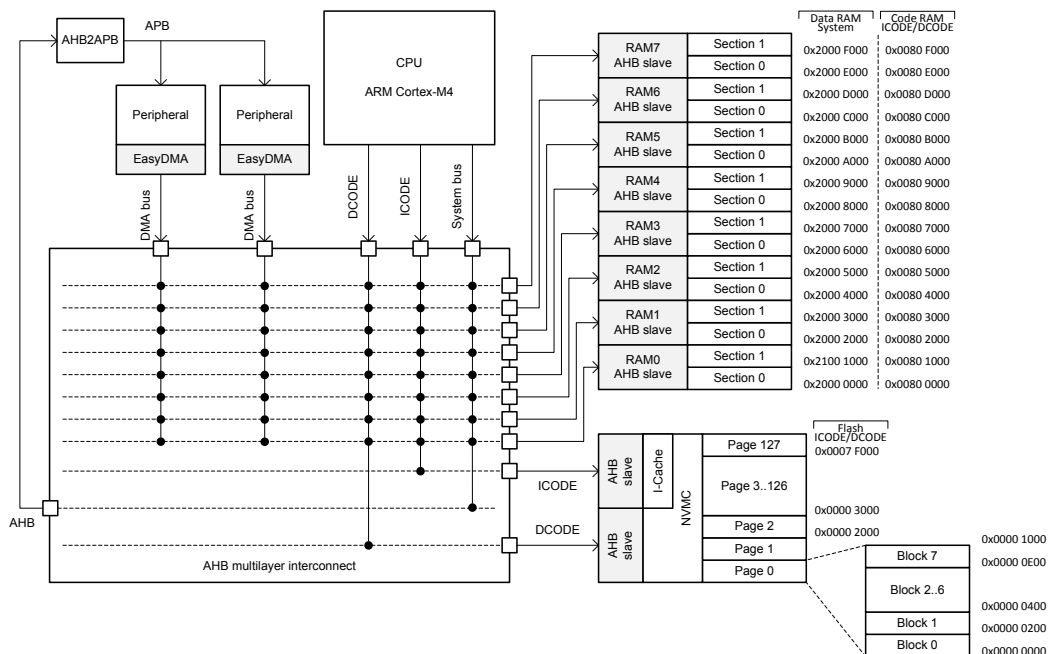 AHB2APB
APB
Peripheral
EasyDMA
Peripheral
EasyDMA
CPU
ARM Cortex-M4
DMA bus
DMA bus
DCODE
ICODE
System bus
AHB multilayer interconnect
AHB
ICODE
DCODE
Data RAM
System
Code RAM
ICODE/DCODE
RAM7
AHB slave
Section 1
0x2000 F000
0x0080 F000
Section 0
0x2000 E000
0x0080 E000
RAM6
AHB slave
Section 1
0x2000 D000
0x0080 D000
Section 0
0x2000 C000
0x0080 C000
RAM5
AHB slave
Section 1
0x2000 B000
0x0080 B000
Section 0
0x2000 A000
0x0080 A000
RAM4
AHB slave
Section 1
0x2000 9000
0x0080 9000
Section 0
0x2000 8000
0x0080 8000
RAM3
AHB slave
Section 1
0x2000 7000
0x0080 7000
Section 0
0x2000 6000
0x0080 6000
RAM2
AHB slave
Section 1
0x2000 5000
0x0080 5000
Section 0
0x2000 4000
0x0080 4000
RAM1
AHB slave
Section 1
0x2000 3000
0x0080 3000
Section 0
0x2000 2000
0x0080 2000
RAM0
AHB slave
Section 1
0x2100 1000
0x0080 1000
Section 0
0x2000 0000
0x0080 0000
Flash
ICODE/DCODE
AHB
slave
I-Cache
AHB
slave
NVMC
Page 127
0x0007 F000
Page 3..126
0x0000 3000
Page 2
0x0000 2000
Page 1
Page 0
0x0000 1000
Block 7
0x0000 0E00
Block 2..6
0x0000 0400
Block 1
0x0000 0200
Block 0
0x0000 0000